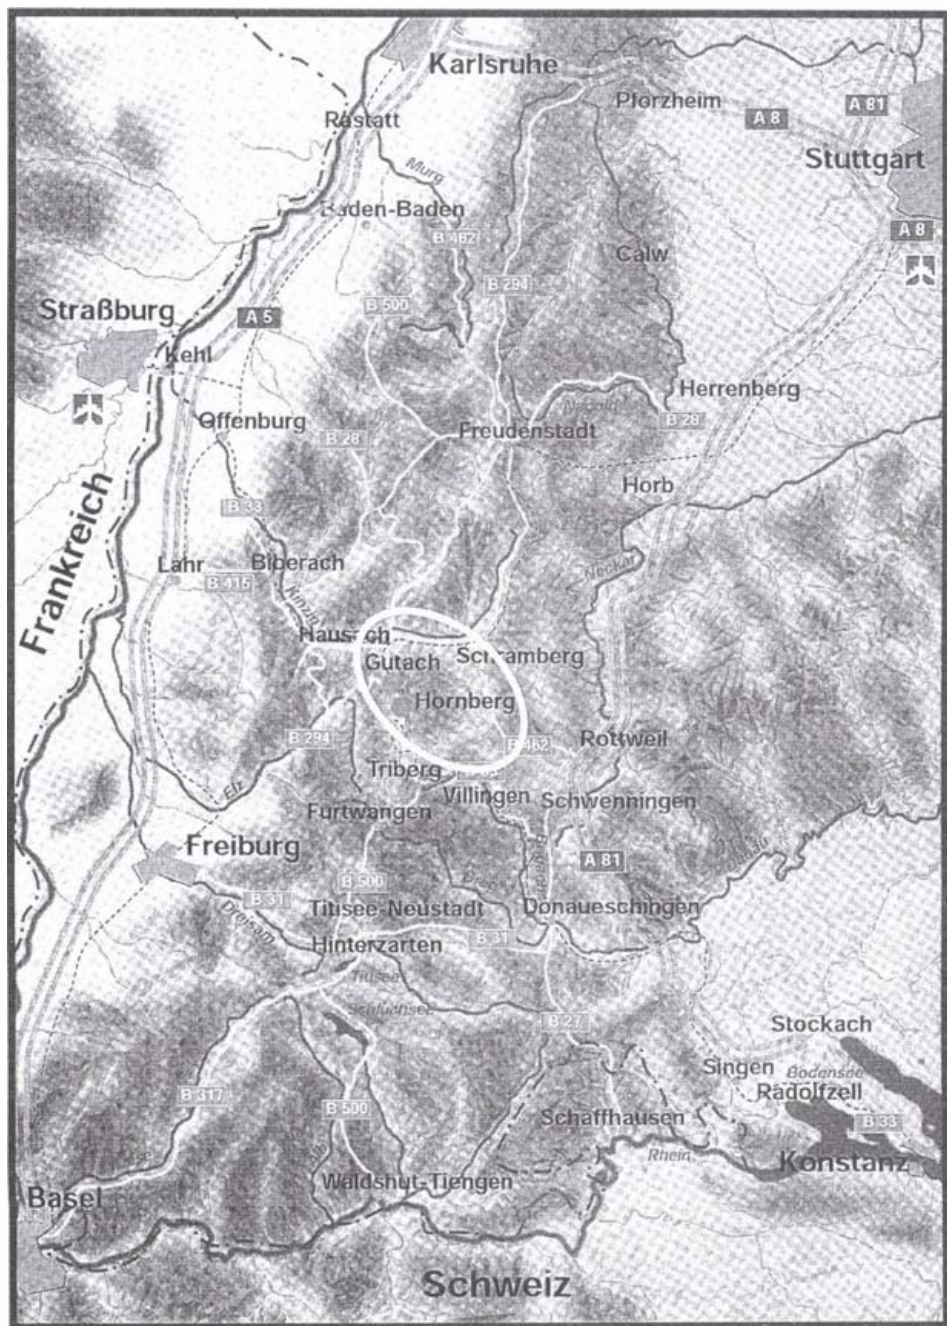 Karlsruhe
Pforzheim
A 8
A 81
Rastatt
Stuttgart
Murg
Baden-Baden
B 462
A 8
Calw
B 294
B 500
Straßburg
A 5
Kehl
Herrenberg
Nagold
B 28
Offenburg
Freudenstadt
B 28
Horb
Frankreich
B 33
Lahr
B 415
Biberach
Neckar
Kinzig
Hausach
Gutach
Schramberg
Hornberg
B 294
B 462
Rottweil
Triberg
Elz
Furtwangen
Villingen
Schwenningen
Freiburg
A 81
Donau
B 500
B 31
Breg
Brigach
Titisee-Neustadt
Donaueschingen
Dreisam
Hinterzarten
B 31
Titisee
Schluchsee
B 27
Stockach
Singen
Bodensee
Radolfzell
B 317
B 500
Schaffhausen
B 33
Rhein
Konstanz
Waldshut-Tiengen
Basel
Schweiz